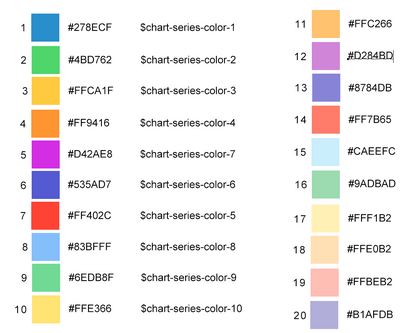 1 #278ECF $chart-series-color-1
2 #4BD762 $chart-series-color-2
3 #FFCA1F $chart-series-color-3
4 #FF9416 $chart-series-color-4
5 #D42AE8 $chart-series-color-7
6 #535AD7 $chart-series-color-6
7 #FF402C $chart-series-color-5
8 #83BFFF $chart-series-color-8
9 #6EDB8F $chart-series-color-9
10 #FFE366 $chart-series-color-10
11 #FFC266
12 #D284BD
13 #8784DB
14 #FF7B65
15 #CAEEFC
16 #9ADBAD
17 #FFF1B2
18 #FFE0B2
19 #FFBEB2
20 #B1AFDB